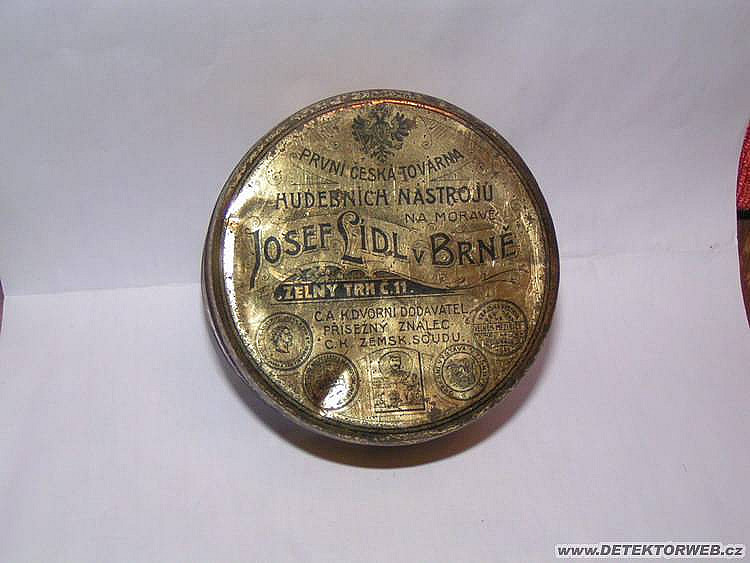 PRVNÍ ČESKÁ TOVÁRNA
HUDEBNÍCH NÁSTROJŮ
NA MORAVĚ
JOSEF LÍDL V BRNĚ
ZELNÝ TRH Č. 11.
C.A K.DVORNÍ DODAVATEL
PŘÍSEŽNÝ ZNALEC
C.K. ZEMSK. SOUDU.
www.DETEKTORWEB.cz